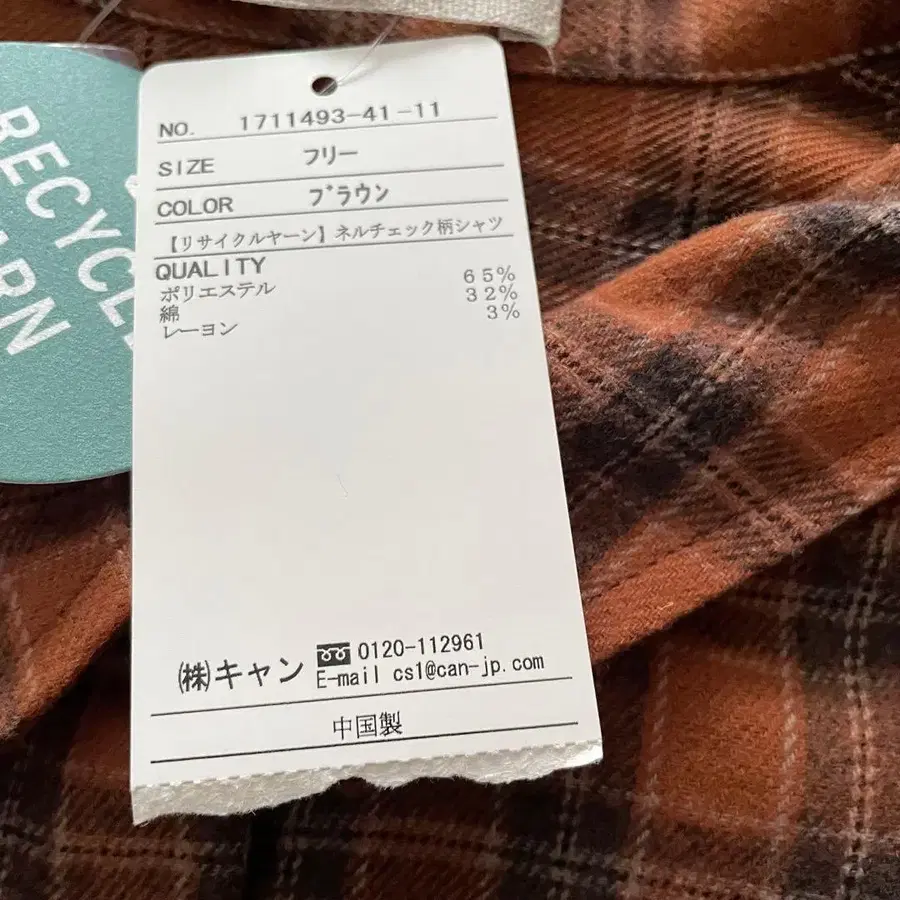 RECYCL
ARN
NO. 1711493-41-11
SIZE フリー
COLOR ブラウン
【リサイクルヤーン】ネルチェック柄シャツ
QUALITY
ポリエステル 65%
綿 32%
レーヨン 3%
(株)キャン 0120-112961
E-mail cs1@can-jp.com
中国製